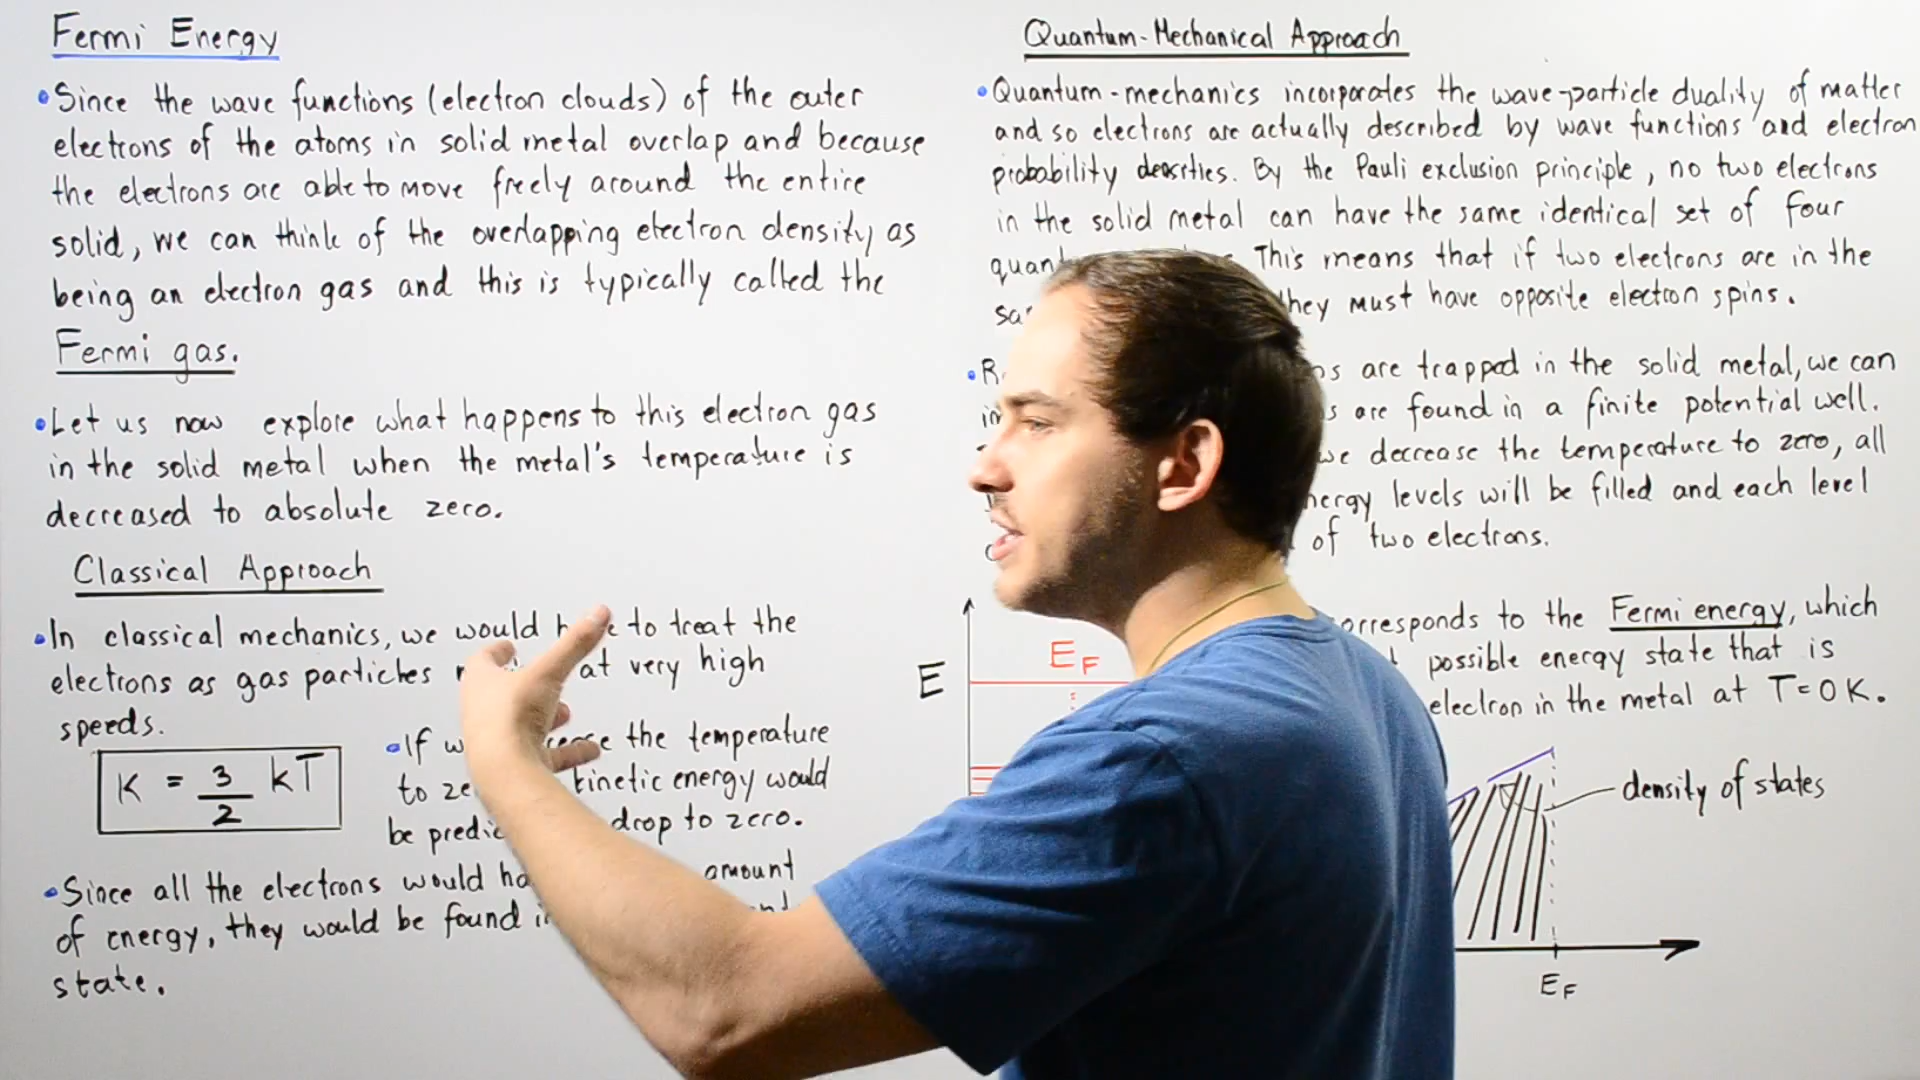 Fermi Energy
•Since the wave functions (electron clouds) of the outer
electrons of the atoms in solid metal overlap and because
the electrons are able to move freely around the entire
solid, we can think of the overlapping electron density as
being an electron gas and this is typically called the
Fermi gas.
•Let us now explore what happens to this electron gas
in the solid metal when the metal's temperature is
decreased to absolute zero.
Classical Approach
•In classical mechanics, we would to treat the
electrons as gas particles at very high
speeds.
K = 3/2 kT
•If the temperature
to kinetic energy would
be drop to zero.
•Since all the electrons would amount
of energy, they would be found
state.
Quantum-Mechanical Approach
•Quantum-mechanics incorporates the wave-particle duality of matter
and so electrons are actually described by wave functions and electron
probability densities. By the Pauli exclusion principle, no two electrons
in the solid metal can have the same identical set of four
This means that if two electrons are in the
they must have opposite electron spins.
are trapped in the solid metal, we can
are found in a finite potential well.
we decrease the temperature to zero, all
energy levels will be filled and each level
of two electrons.
corresponds to the Fermi energy, which
possible energy state that is
electron in the metal at T=0K.
E
EF
density of states
EF